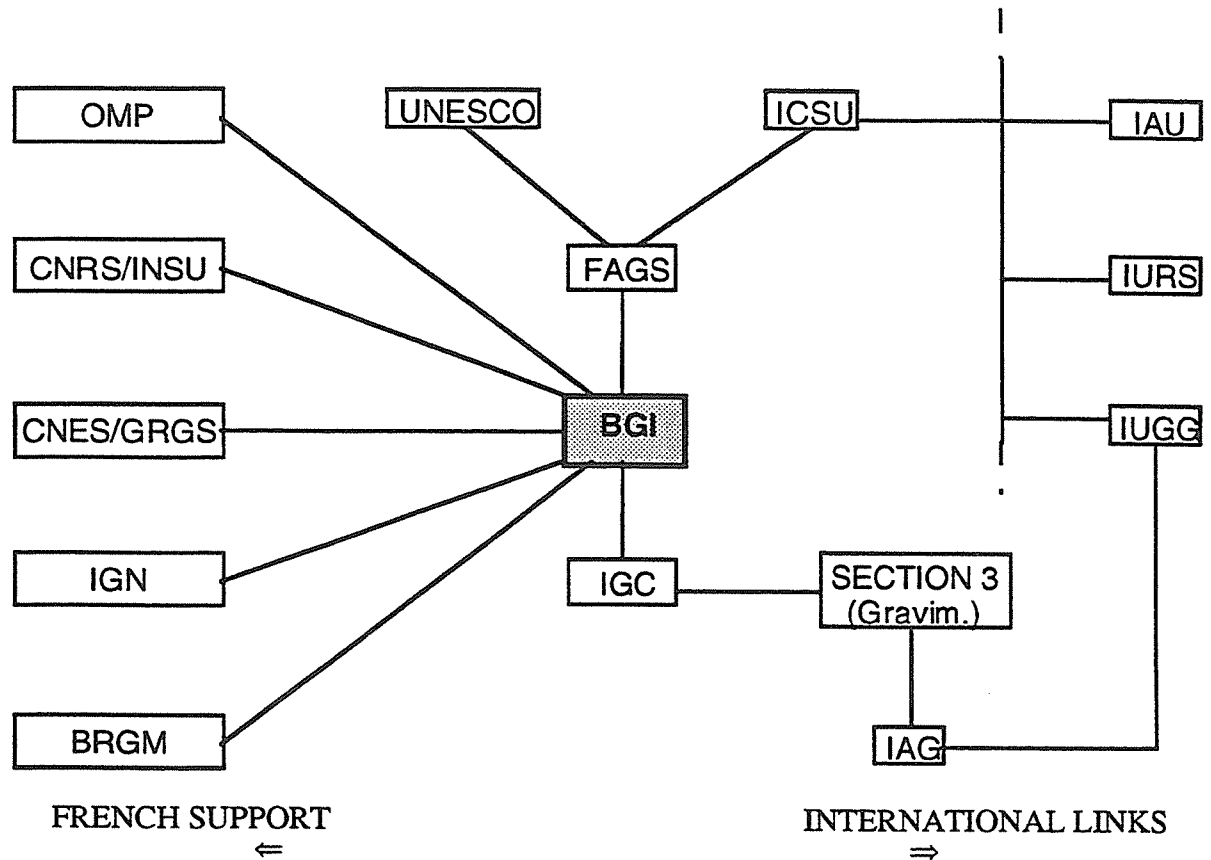 OMP
UNESCO
ICSU
IAU
CNRS/INSU
FAGS
IURS
CNES/GRGS
BGI
IUGG
IGN
IGC
SECTION 3
(Gravim.)
BRGM
IAG
FRENCH SUPPORT
⇐
INTERNATIONAL LINKS
⇒